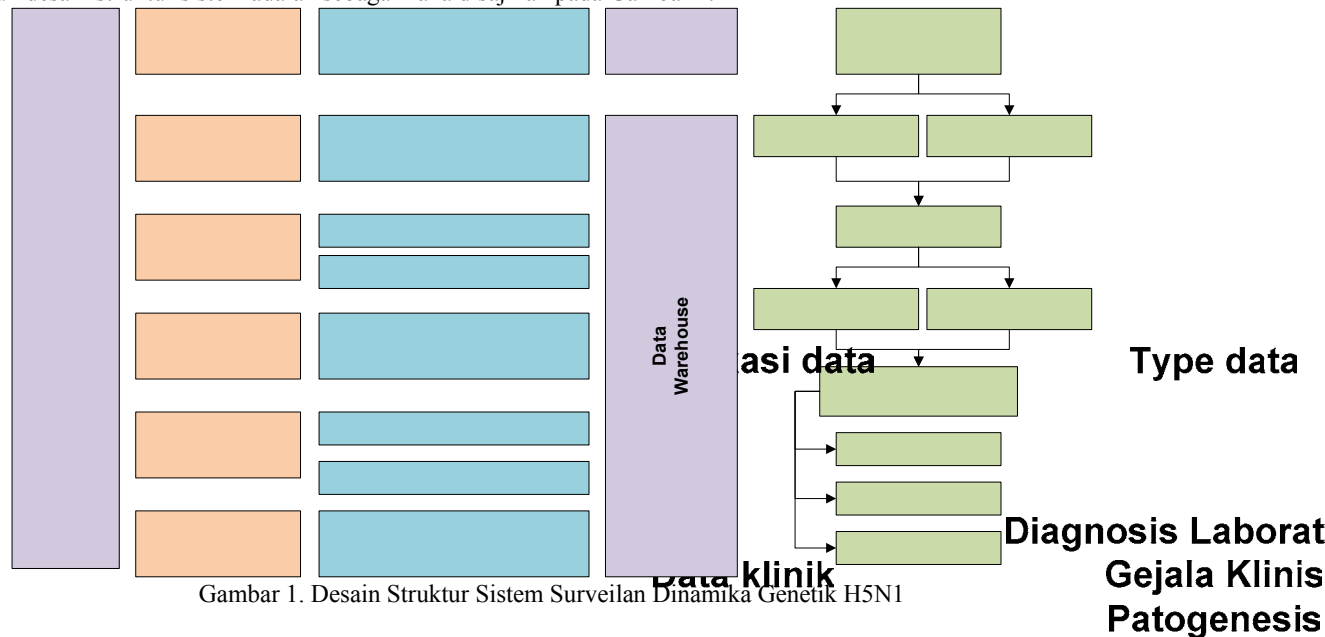 Data
Warehouse
asi data
Type data
Diagnosis Laborat
Data klinik
Gejala Klinis
Gambar 1. Desain Struktur Sistem Surveilan Dinamika Genetik H5N1
Patogenesis